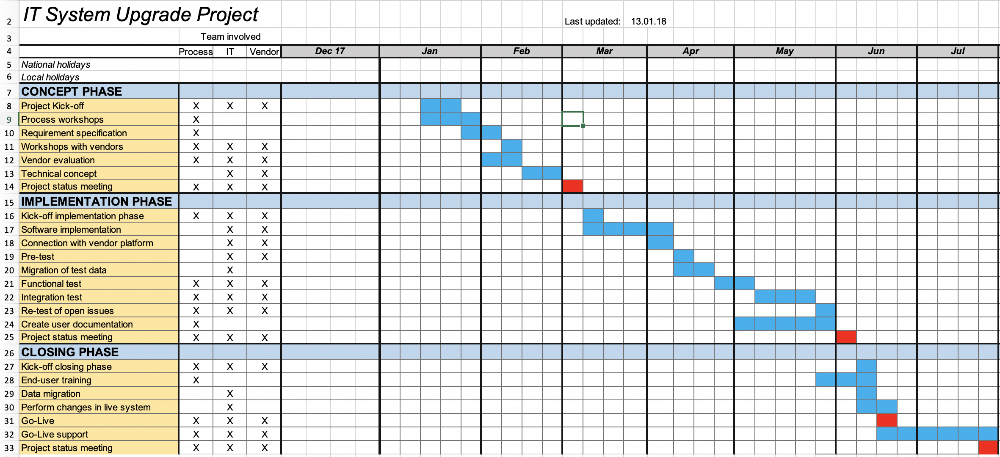 2 IT System Upgrade Project Last updated: 13.01.18
3 Team involved
4 Process IT Vendor Dec 17 Jan Feb Mar Apr May Jun Jul
5 National holidays
6 Local holidays
7 CONCEPT PHASE
8 Project Kick-off X X X
9 Process workshops X
10 Requirement specification X
11 Workshops with vendors X X X
12 Vendor evaluation X X X
13 Technical concept X X
14 Project status meeting X X X
15 IMPLEMENTATION PHASE
16 Kick-off implementation phase X X X
17 Software implementation X X
18 Connection with vendor platform X X
19 Pre-test X X
20 Migration of test data X
21 Functional test X X X
22 Integration test X X X
23 Re-test of open issues X X X
24 Create user documentation X
25 Project status meeting X X X
26 CLOSING PHASE
27 Kick-off closing phase X X X
28 End-user training X
29 Data migration X
30 Perform changes in live system X
31 Go-Live X X X
32 Go-Live support X X X
33 Project status meeting X X X